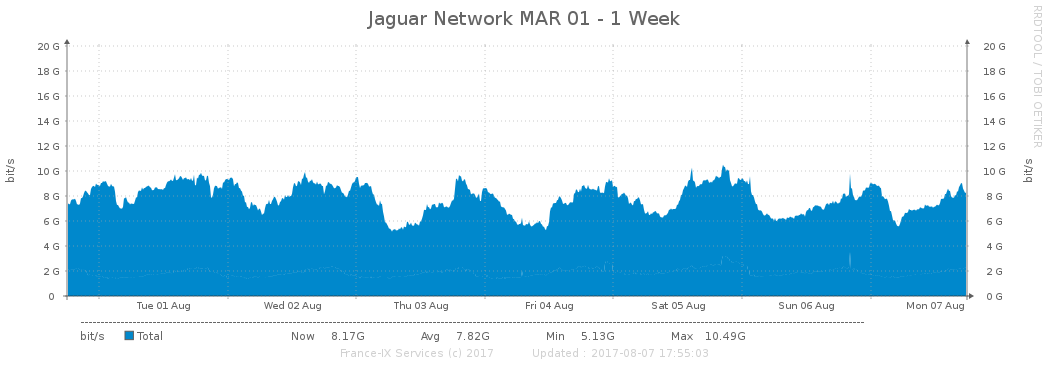 Jaguar Network MAR 01 - 1 Week
RRDTOOL / TOBI OETIKER
20 G 20 G
18 G 18 G
16 G 16 G
14 G 14 G
12 G 12 G
10 G 10 G
8 G 8 G
6 G 6 G
4 G 4 G
2 G 2 G
0 0 G
bit/s
bit/s
Tue 01 Aug Wed 02 Aug Thu 03 Aug Fri 04 Aug Sat 05 Aug Sun 06 Aug Mon 07 Aug
bit/s Total Now 8.17G Avg 7.82G Min 5.13G Max 10.49G
France-IX Services (c) 2017 Updated : 2017-08-07 17:55:03